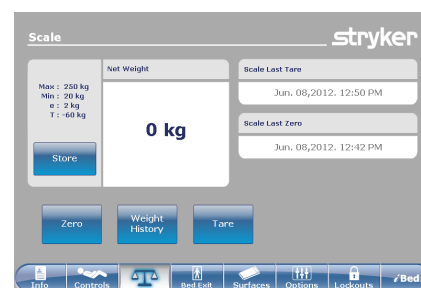 Scale
stryker
Max : 250 kg
Min : 20 kg
e : 2 kg
T : -60 kg
Store
Net Weight
0 kg
Scale Last Tare
Jun. 08,2012. 12:50 PM
Scale Last Zero
Jun. 08,2012. 12:42 PM
Zero
Weight
History
Tare
Info
Controls
Bed Exit
Surfaces
Options
Lockouts
iBed